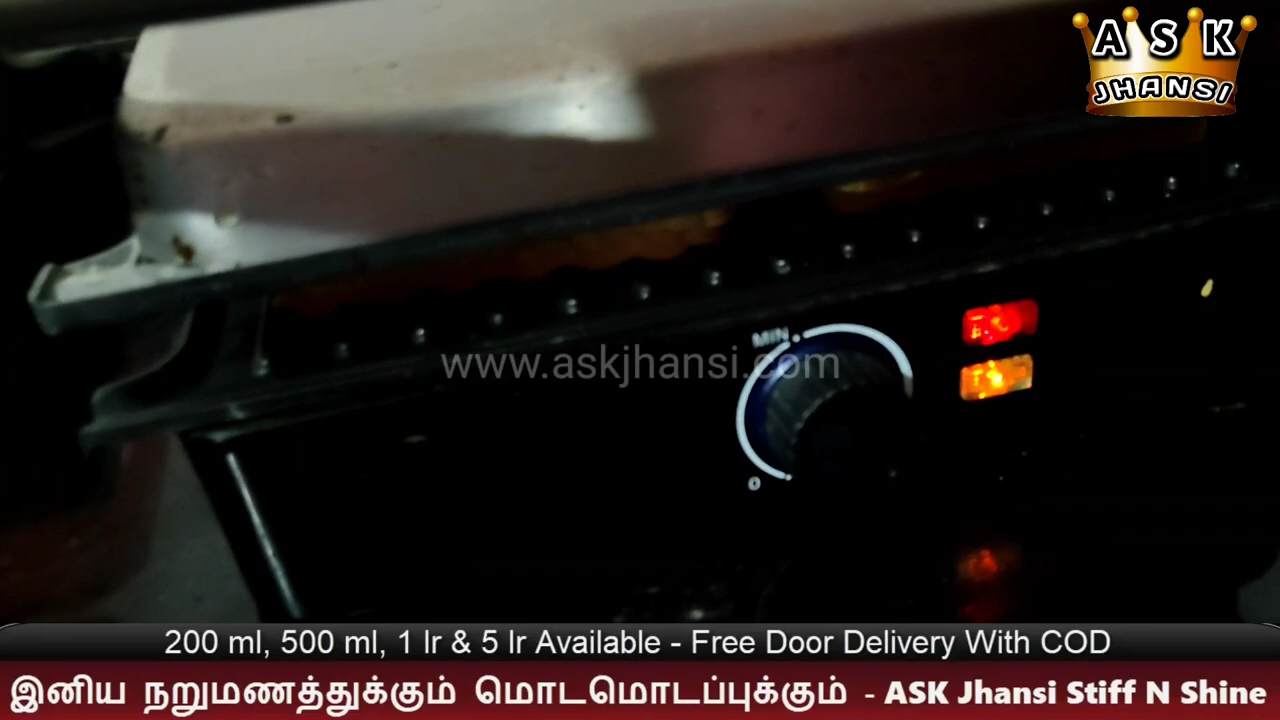 A S K
JHANSI
MIN
www.askjhansi.com
0
200 ml, 500 ml, 1 lr & 5 lr Available - Free Door Delivery With COD
இனிய நறுமணத்துக்கும் மொடமொடப்புக்கும் - ASK Jhansi Stiff N Shine